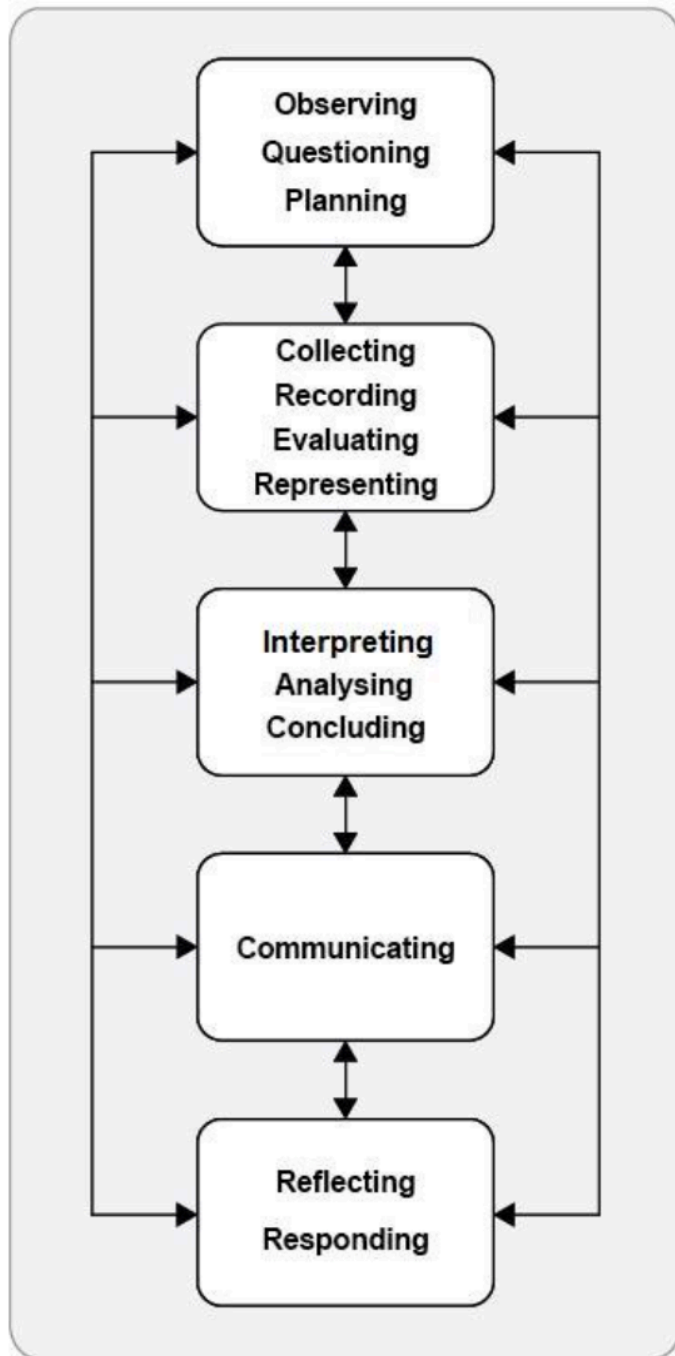 Observing
Questioning
Planning
Collecting
Recording
Evaluating
Representing
Interpreting
Analysing
Concluding
Communicating
Reflecting
Responding